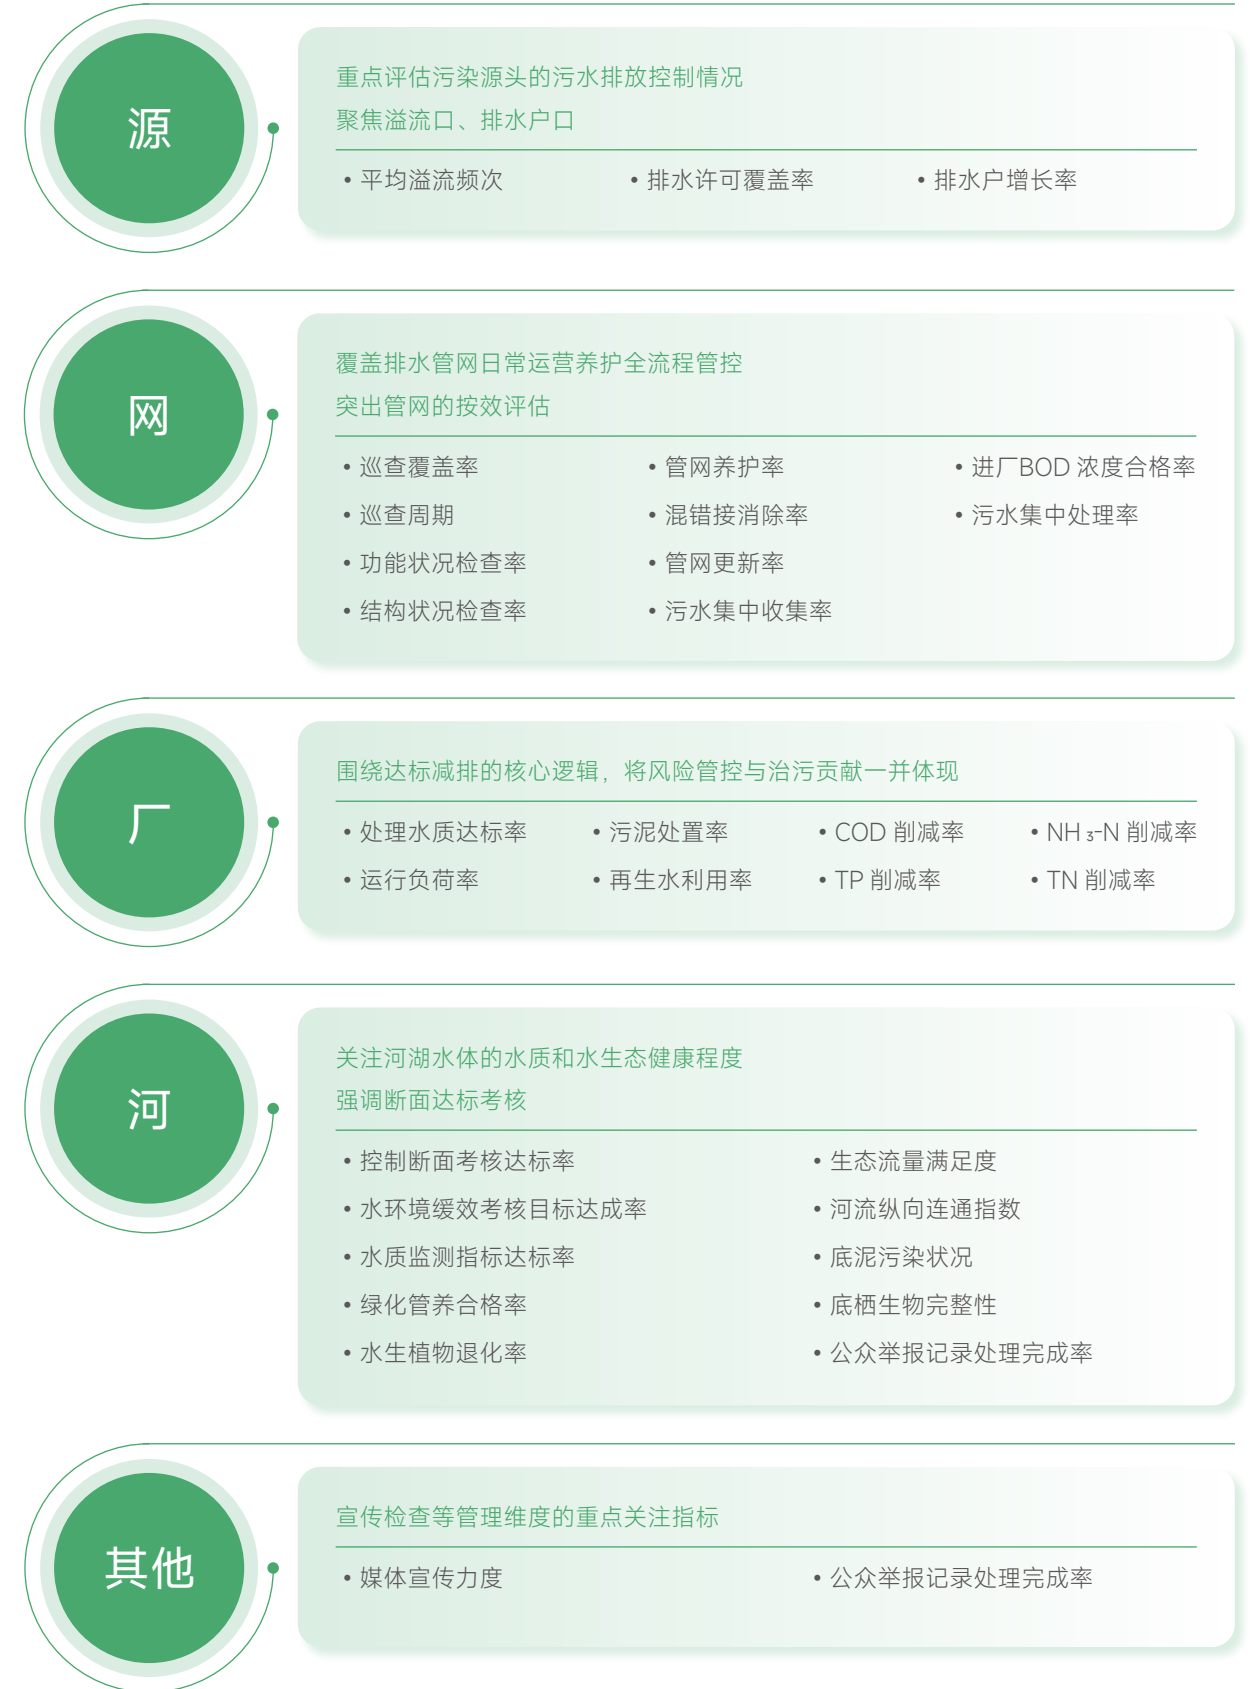 源
重点评估污染源头的污水排放控制情况
聚焦溢流口、排水户口
• 平均溢流频次 • 排水许可覆盖率 • 排水户增长率
网
覆盖排水管网日常运营养护全流程管控
突出管网的按效评估
• 巡查覆盖率 • 管网养护率 • 进厂BOD 浓度合格率
• 巡查周期 • 混错接消除率 • 污水集中处理率
• 功能状况检查率 • 管网更新率
• 结构状况检查率 • 污水集中收集率
厂
围绕达标减排的核心逻辑，将风险管控与治污贡献一并体现
• 处理水质达标率 • 污泥处置率 • COD 削减率 • NH ₃-N 削减率
• 运行负荷率 • 再生水利用率 • TP 削减率 • TN 削减率
河
关注河湖水体的水质和水生态健康程度
强调断面达标考核
• 控制断面考核达标率 • 生态流量满足度
• 水环境缓效考核目标达成率 • 河流纵向连通指数
• 水质监测指标达标率 • 底泥污染状况
• 绿化管养合格率 • 底栖生物完整性
• 水生植物退化率 • 公众举报记录处理完成率
其他
宣传检查等管理维度的重点关注指标
• 媒体宣传力度 • 公众举报记录处理完成率